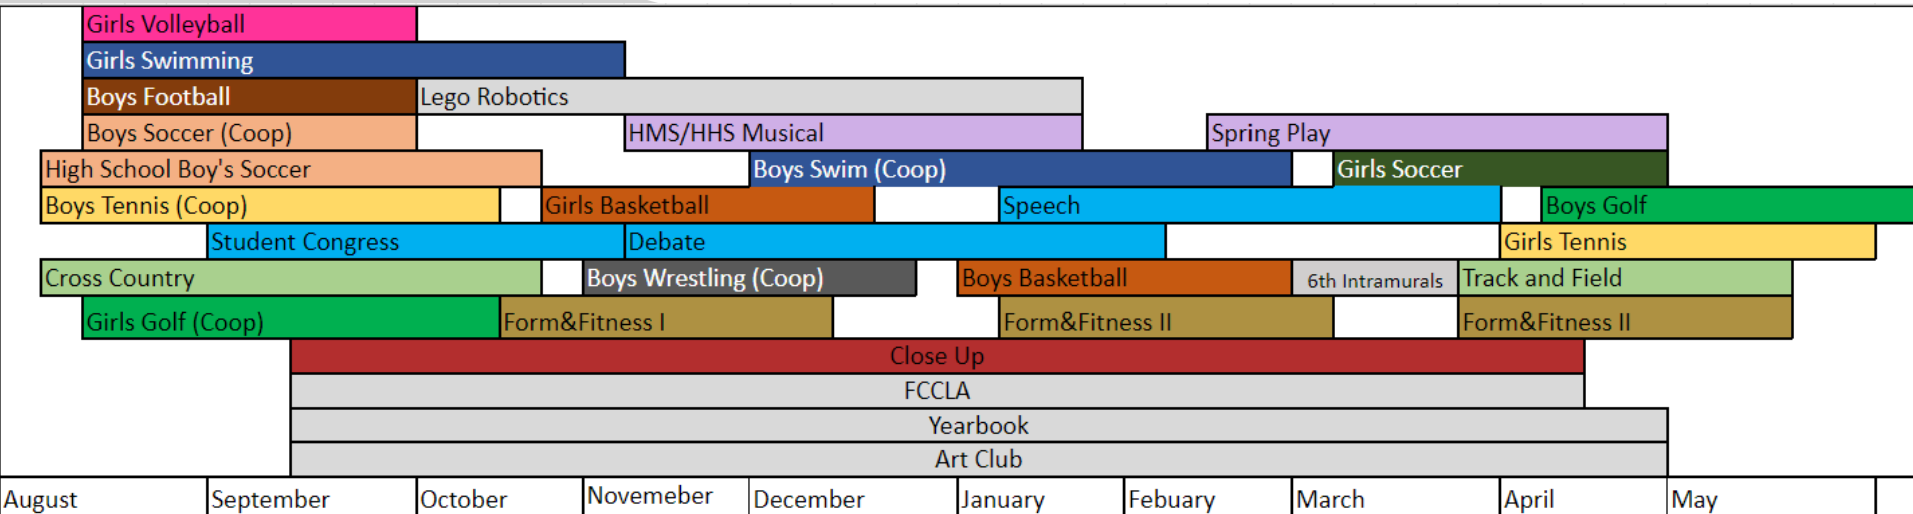 Girls Volleyball
Girls Swimming
Boys Football Lego Robotics
Boys Soccer (Coop) HMS/HHS Musical Spring Play
High School Boy's Soccer Boys Swim (Coop) Girls Soccer
Boys Tennis (Coop) Girls Basketball Speech Boys Golf
Student Congress Debate Girls Tennis
Cross Country Boys Wrestling (Coop) Boys Basketball 6th Intramurals Track and Field
Girls Golf (Coop) Form&Fitness I Form&Fitness II Form&Fitness II
Close Up
FCCLA
Yearbook
Art Club
August September October Novemeber December January Febuary March April May